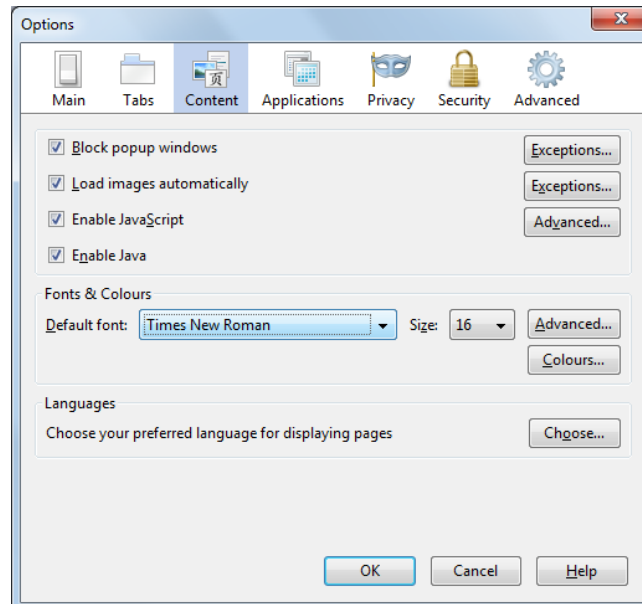 Options
Main Tabs Content Applications Privacy Security Advanced
Block popup windows Exceptions...
Load images automatically Exceptions...
Enable JavaScript Advanced...
Enable Java
Fonts & Colours
Default font: Times New Roman Size: 16 Advanced...
Colours...
Languages
Choose your preferred language for displaying pages Choose...
OK Cancel Help